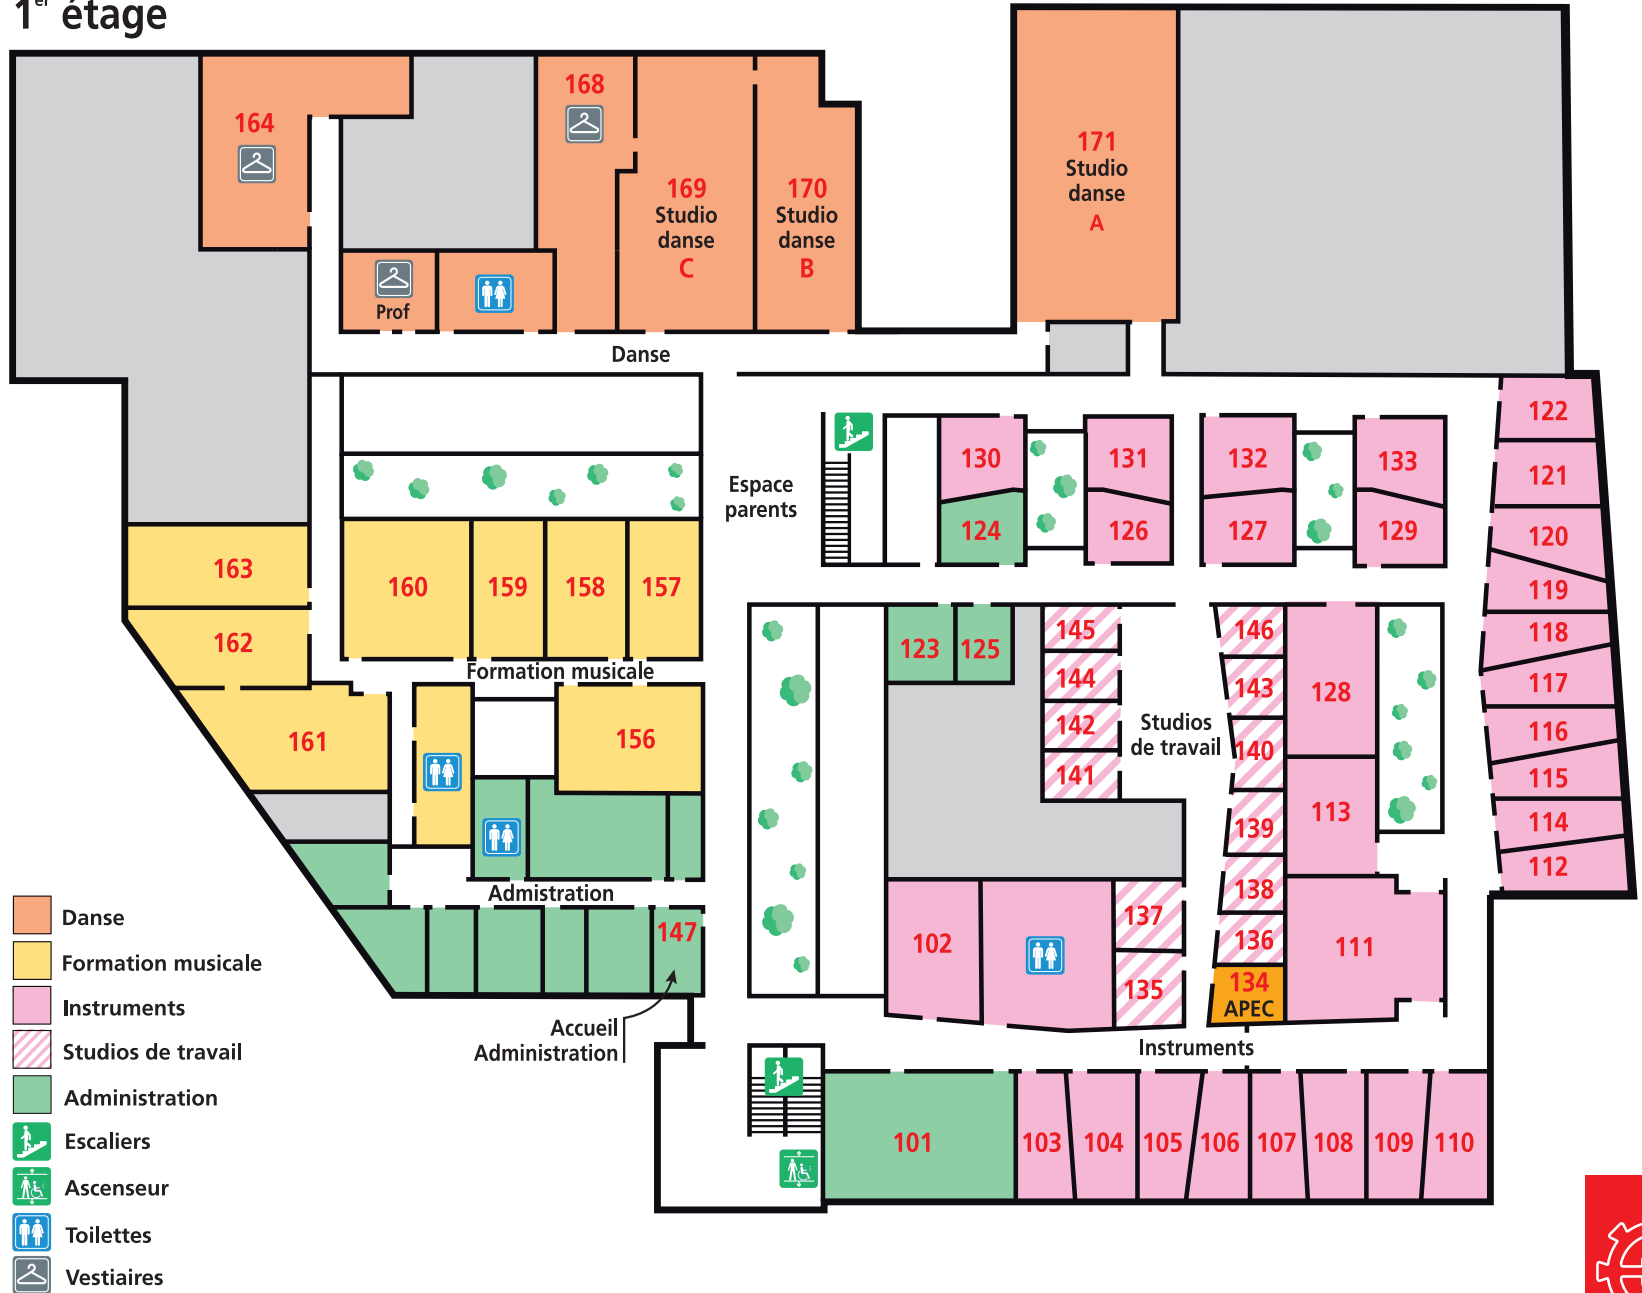 1er étage
164
168
169
Studio
danse
C
170
Studio
danse
B
171
Studio
danse
A
Prof
Danse
Espace
parents
130
131
132
133
124
126
127
129
122
121
120
119
118
117
116
115
114
112
163
162
161
160
159
158
157
Formation musicale
156
123
125
145
144
142
141
Studios
de travail
146
143
140
139
138
136
134
APEC
128
113
111
102
137
135
Admistration
147
Accueil
Administration
Instruments
101
103
104
105
106
107
108
109
110
Danse
Formation musicale
Instruments
Studios de travail
Administration
Escaliers
Ascenseur
Toilettes
Vestiaires